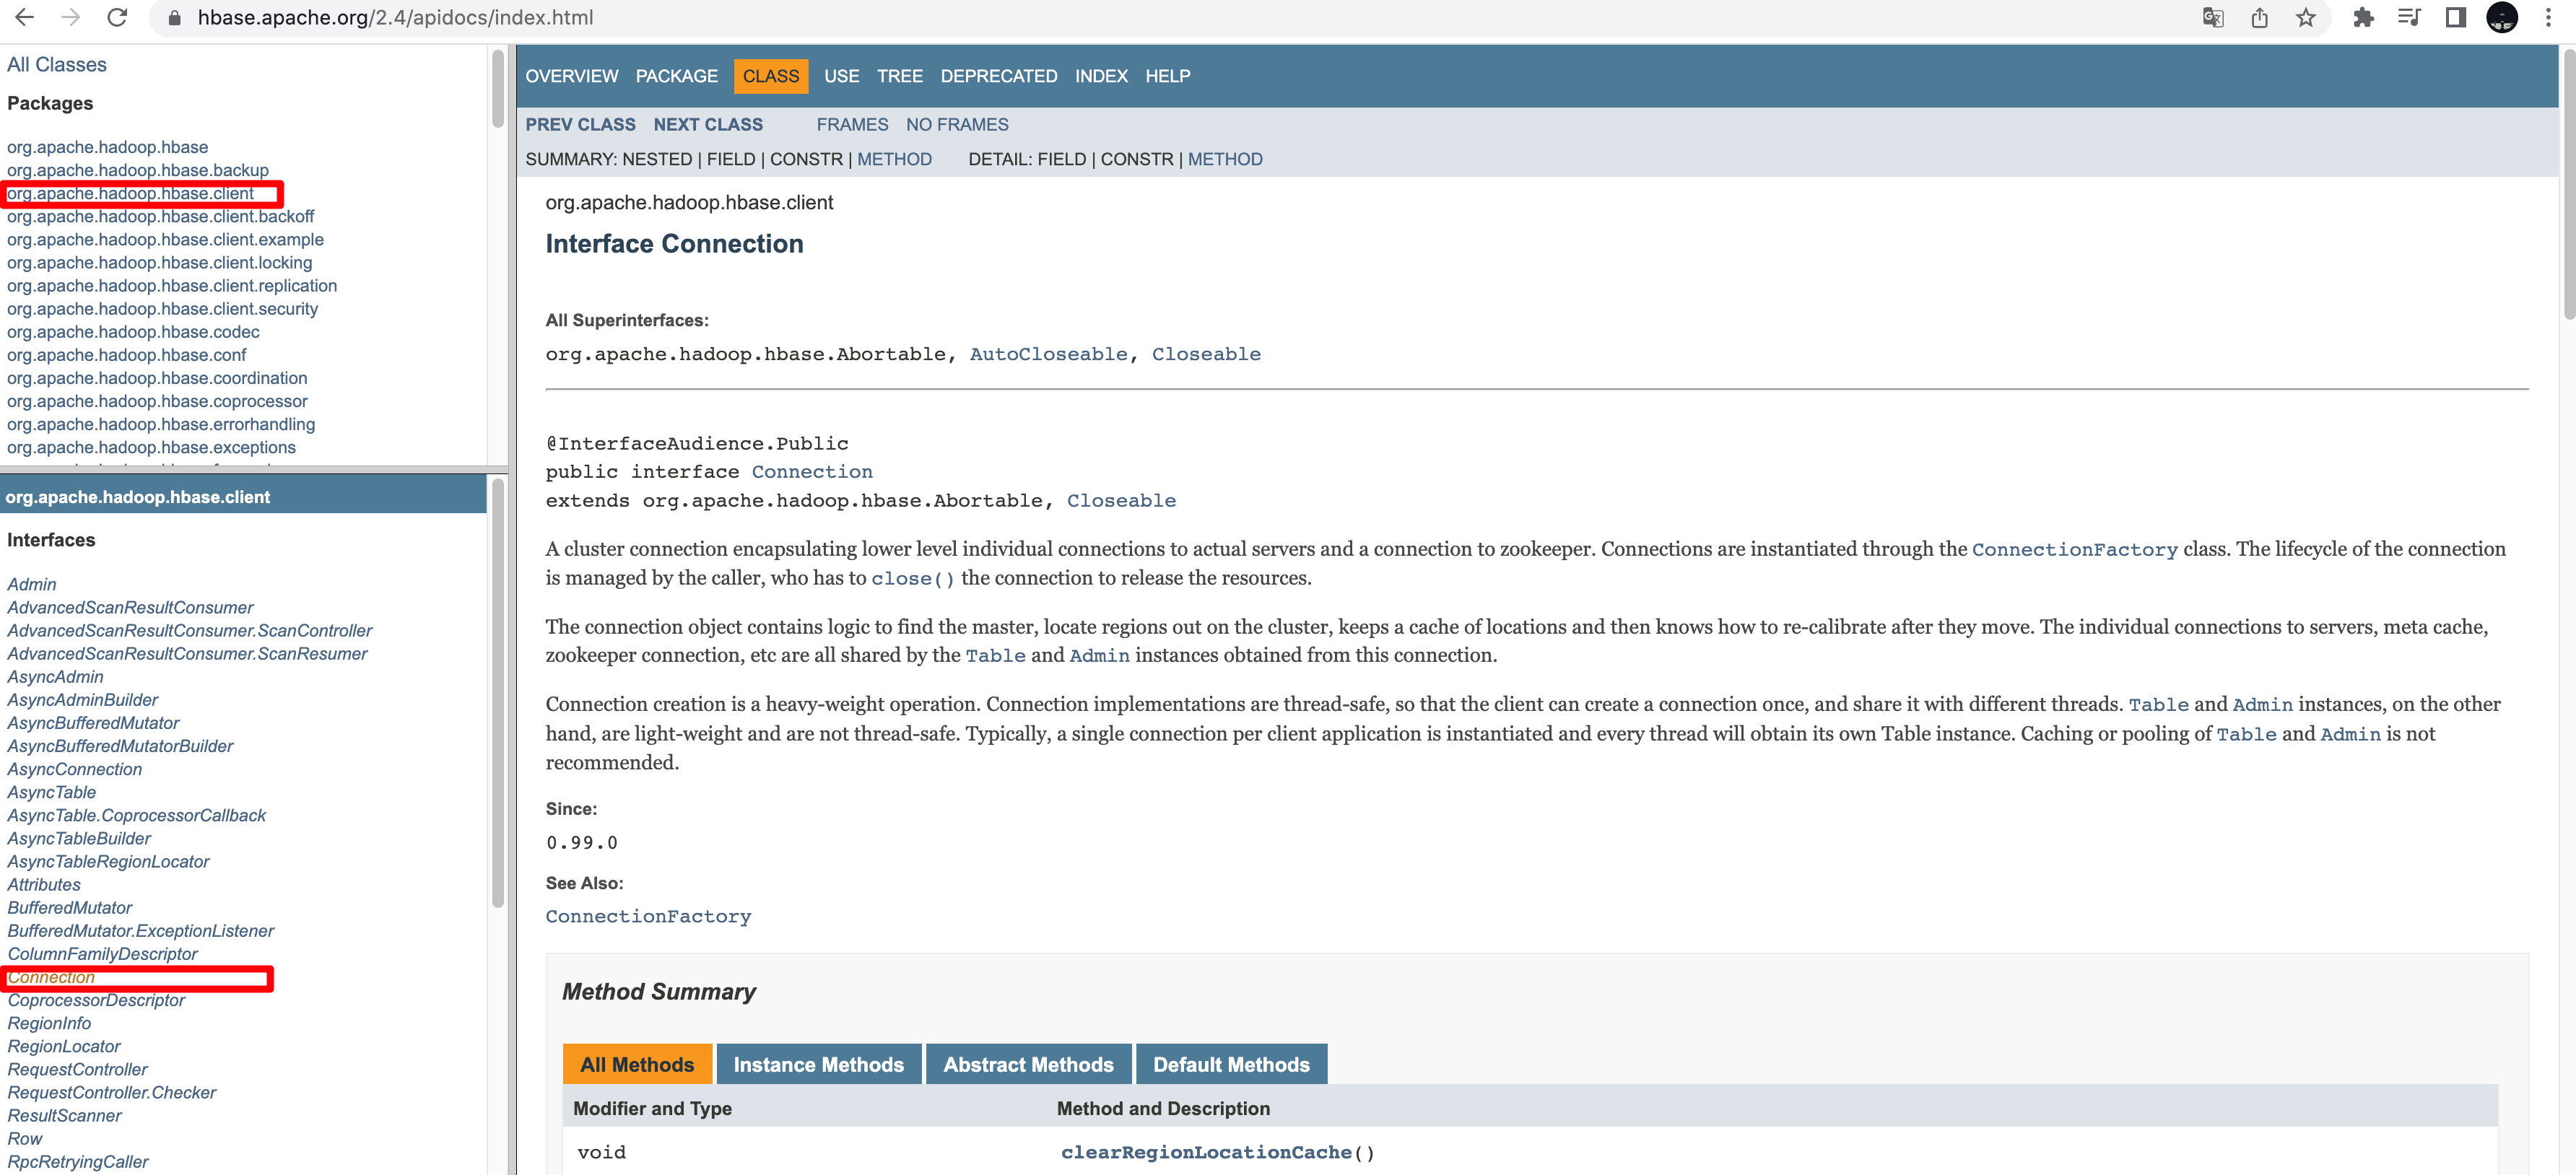 hbase.apache.org/2.4/apidocs/index.html
All Classes
Packages
org.apache.hadoop.hbase
org.apache.hadoop.hbase.backup
org.apache.hadoop.hbase.client
org.apache.hadoop.hbase.client.backoff
org.apache.hadoop.hbase.client.example
org.apache.hadoop.hbase.client.locking
org.apache.hadoop.hbase.client.replication
org.apache.hadoop.hbase.client.security
org.apache.hadoop.hbase.codec
org.apache.hadoop.hbase.conf
org.apache.hadoop.hbase.coordination
org.apache.hadoop.hbase.coprocessor
org.apache.hadoop.hbase.errorhandling
org.apache.hadoop.hbase.exceptions
org.apache.hadoop.hbase.client
Interfaces
Admin
AdvancedScanResultConsumer
AdvancedScanResultConsumer.ScanController
AdvancedScanResultConsumer.ScanResumer
AsyncAdmin
AsyncAdminBuilder
AsyncBufferedMutator
AsyncBufferedMutatorBuilder
AsyncConnection
AsyncTable
AsyncTable.CoprocessorCallback
AsyncTableBuilder
AsyncTableRegionLocator
Attributes
BufferedMutator
BufferedMutator.ExceptionListener
ColumnFamilyDescriptor
Connection
CoprocessorDescriptor
RegionInfo
RegionLocator
RequestController
RequestController.Checker
ResultScanner
Row
RpcRetryingCaller
OVERVIEW PACKAGE CLASS USE TREE DEPRECATED INDEX HELP
PREV CLASS NEXT CLASS FRAMES NO FRAMES
SUMMARY: NESTED | FIELD | CONSTR | METHOD DETAIL: FIELD | CONSTR | METHOD
org.apache.hadoop.hbase.client
Interface Connection
All Superinterfaces:
org.apache.hadoop.hbase.Abortable, AutoCloseable, Closeable
@InterfaceAudience.Public
public interface Connection
extends org.apache.hadoop.hbase.Abortable, Closeable
A cluster connection encapsulating lower level individual connections to actual servers and a connection to zookeeper. Connections are instantiated through the ConnectionFactory class. The lifecycle of the connection
is managed by the caller, who has to close() the connection to release the resources.
The connection object contains logic to find the master, locate regions out on the cluster, keeps a cache of locations and then knows how to re-calibrate after they move. The individual connections to servers, meta cache,
zookeeper connection, etc are all shared by the Table and Admin instances obtained from this connection.
Connection creation is a heavy-weight operation. Connection implementations are thread-safe, so that the client can create a connection once, and share it with different threads. Table and Admin instances, on the other
hand, are light-weight and are not thread-safe. Typically, a single connection per client application is instantiated and every thread will obtain its own Table instance. Caching or pooling of Table and Admin is not
recommended.
Since:
0.99.0
See Also:
ConnectionFactory
Method Summary
All Methods Instance Methods Abstract Methods Default Methods
Modifier and Type Method and Description
void clearRegionLocationCache()